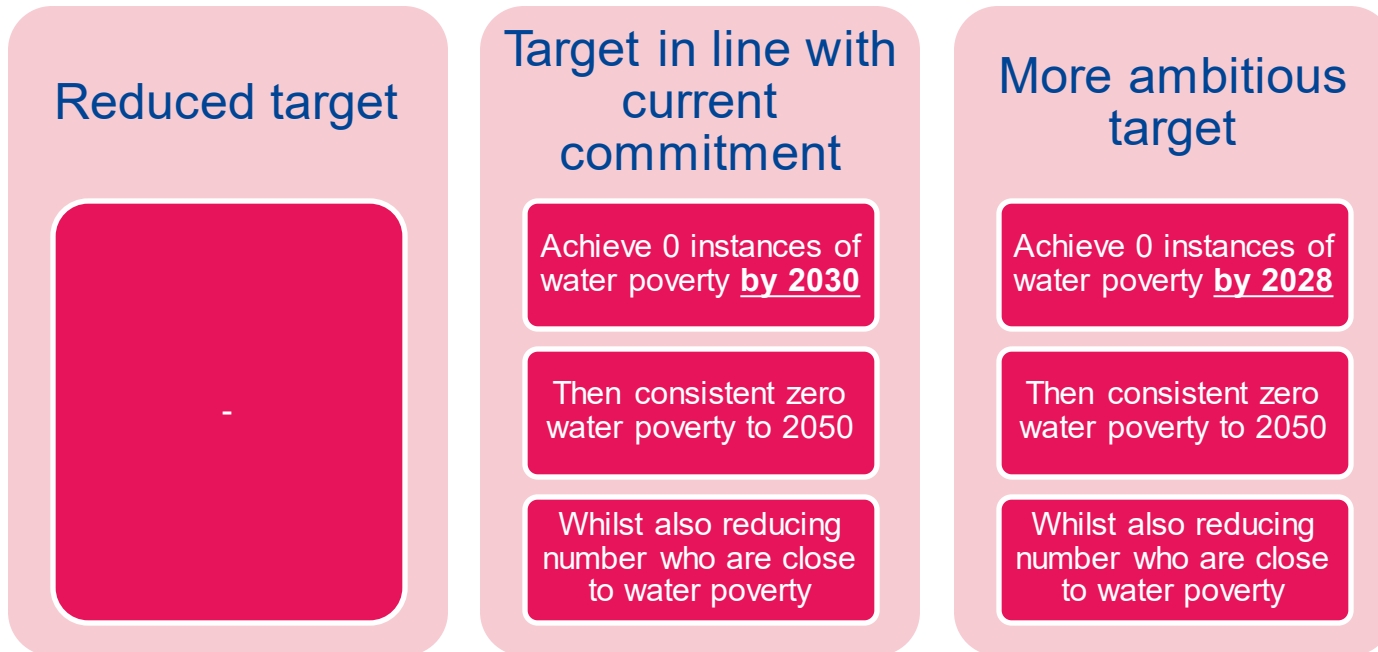 Reduced target
-
Target in line with
current
commitment
Achieve 0 instances of
water poverty by 2030
Then consistent zero
water poverty to 2050
Whilst also reducing
number who are close
to water poverty
More ambitious
target
Achieve 0 instances of
water poverty by 2028
Then consistent zero
water poverty to 2050
Whilst also reducing
number who are close
to water poverty